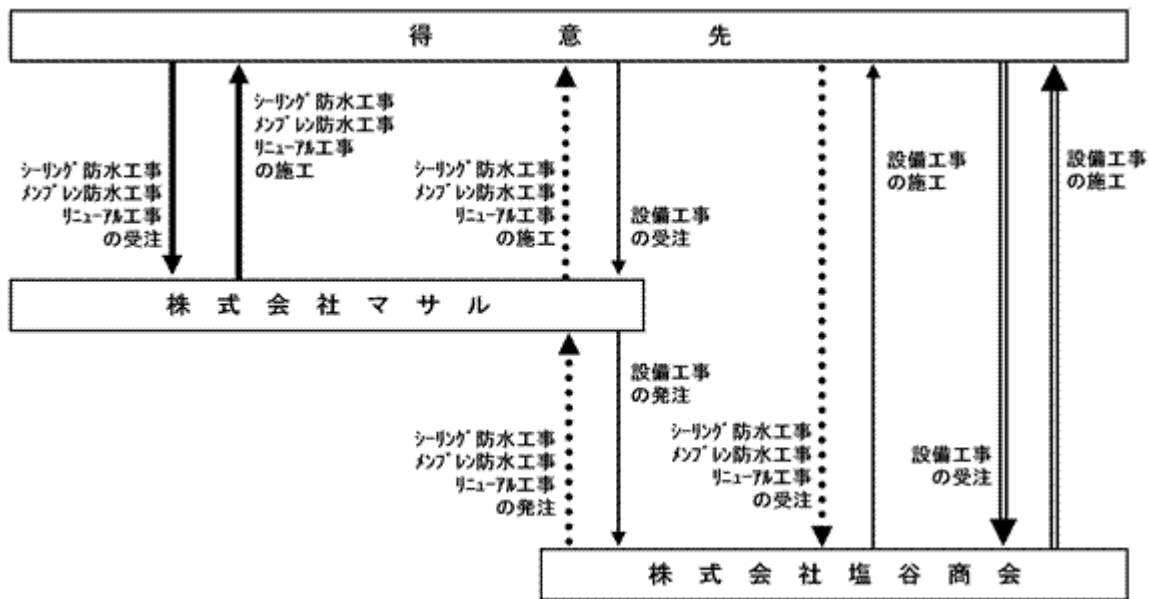 得意先
ｼｰﾘﾝｸﾞ防水工事
ﾒﾝﾌﾞﾚﾝ防水工事
ﾘﾆｭｰｱﾙ工事
の受注
ｼｰﾘﾝｸﾞ防水工事
ﾒﾝﾌﾞﾚﾝ防水工事
ﾘﾆｭｰｱﾙ工事
の施工
ｼｰﾘﾝｸﾞ防水工事
ﾒﾝﾌﾞﾚﾝ防水工事
ﾘﾆｭｰｱﾙ工事
の施工
設備工事
の受注
設備工事
の施工
設備工事
の施工
株式会社マサル
ｼｰﾘﾝｸﾞ防水工事
ﾒﾝﾌﾞﾚﾝ防水工事
ﾘﾆｭｰｱﾙ工事
の発注
設備工事
の発注
ｼｰﾘﾝｸﾞ防水工事
ﾒﾝﾌﾞﾚﾝ防水工事
ﾘﾆｭｰｱﾙ工事
の受注
設備工事
の受注
株式会社塩谷商会